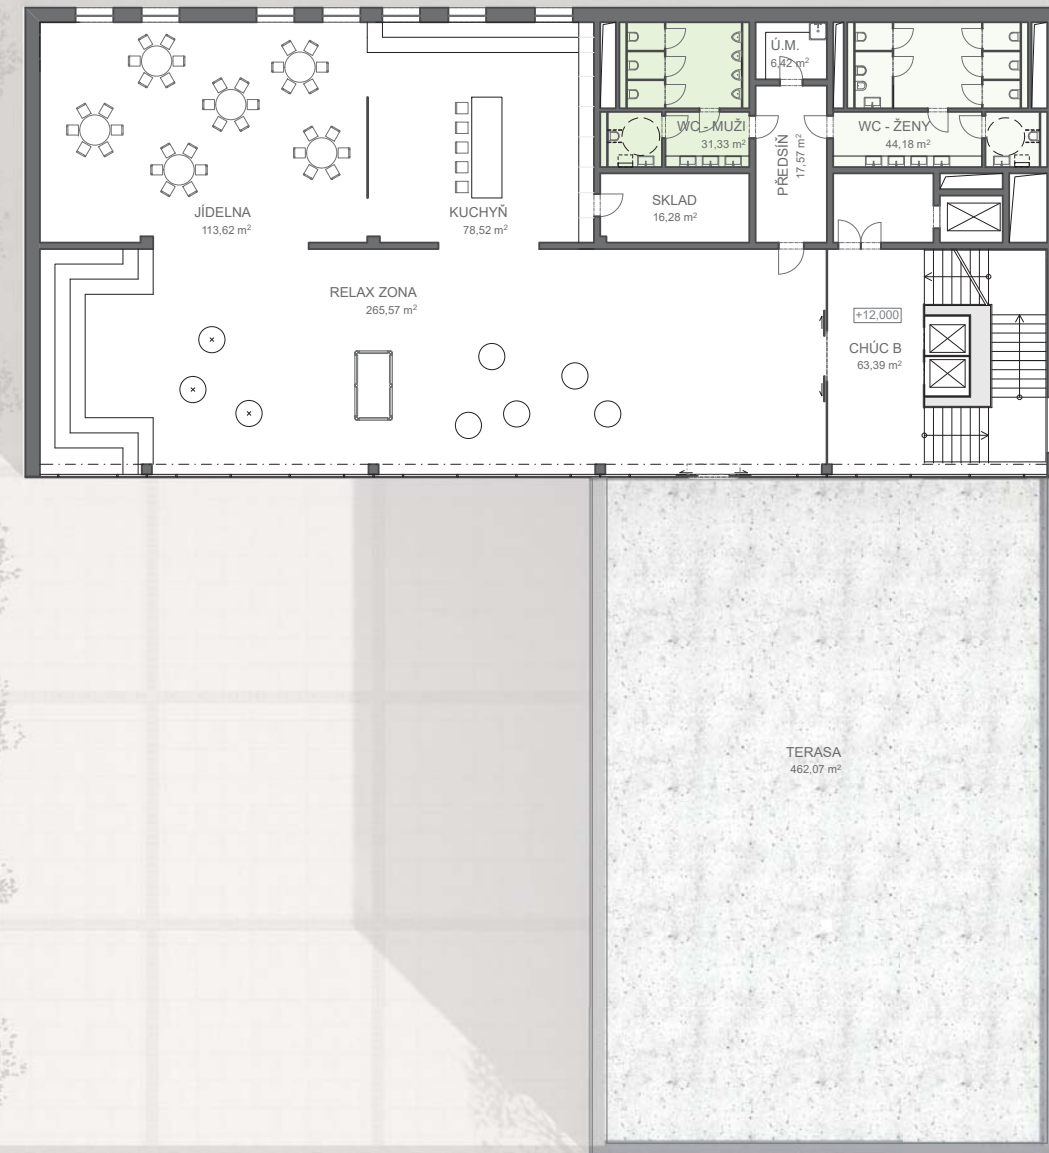 Ú.M.
6,42 m²
WC - MUŽI
31,33 m²
WC - ŽENY
44,18 m²
PŘEDSÍŇ
17,57 m²
SKLAD
16,28 m²
JÍDELNA
113,62 m²
KUCHYŇ
78,52 m²
RELAX ZONA
265,57 m²
+12,000
CHÚC B
63,39 m²
TERASA
462,07 m²